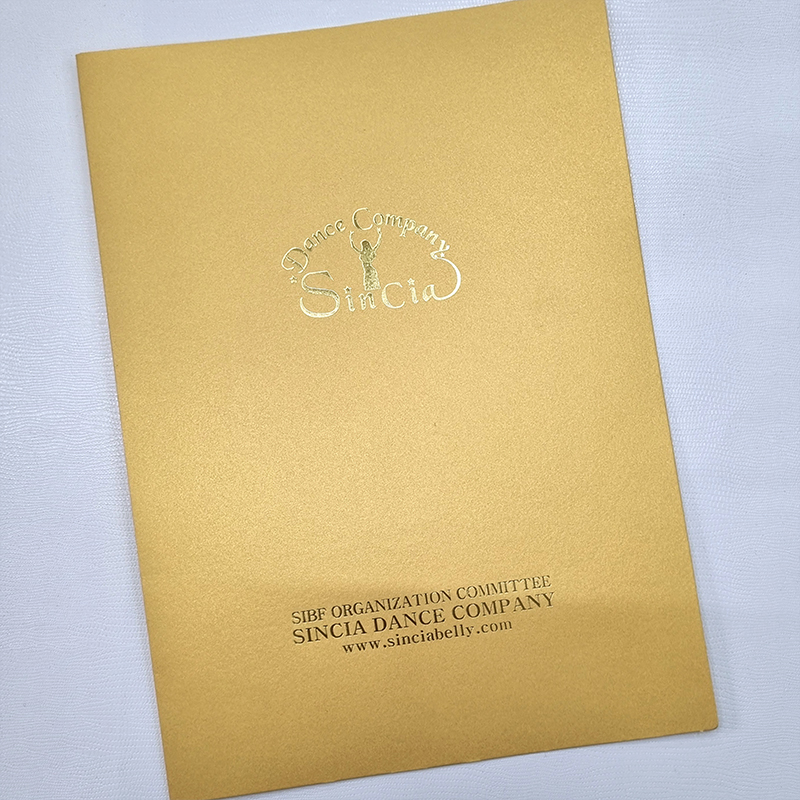 Dance Company
SinCia
SIBF ORGANIZATION COMMITTEE
SINCIA DANCE COMPANY
www.sinciabelly.com